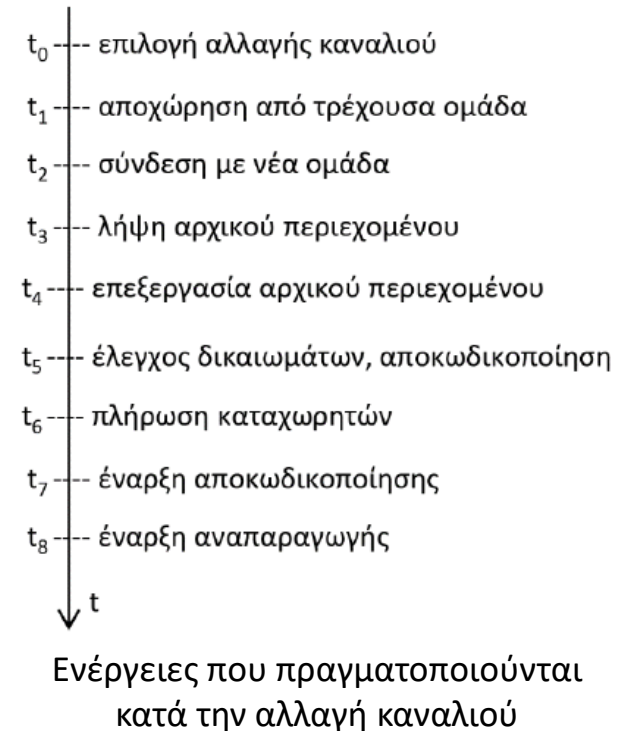 t0 ---- επιλογή αλλαγής καναλιού
t1 ---- αποχώρηση από τρέχουσα ομάδα
t2 ---- σύνδεση με νέα ομάδα
t3 ---- λήψη αρχικού περιεχομένου
t4 ---- επεξεργασία αρχικού περιεχομένου
t5 ---- έλεγχος δικαιωμάτων, αποκωδικοποίηση
t6 ---- πλήρωση καταχωρητών
t7 ---- έναρξη αποκωδικοποίησης
t8 ---- έναρξη αναπαραγωγής
t
Ενέργειες που πραγματοποιούνται
κατά την αλλαγή καναλιού